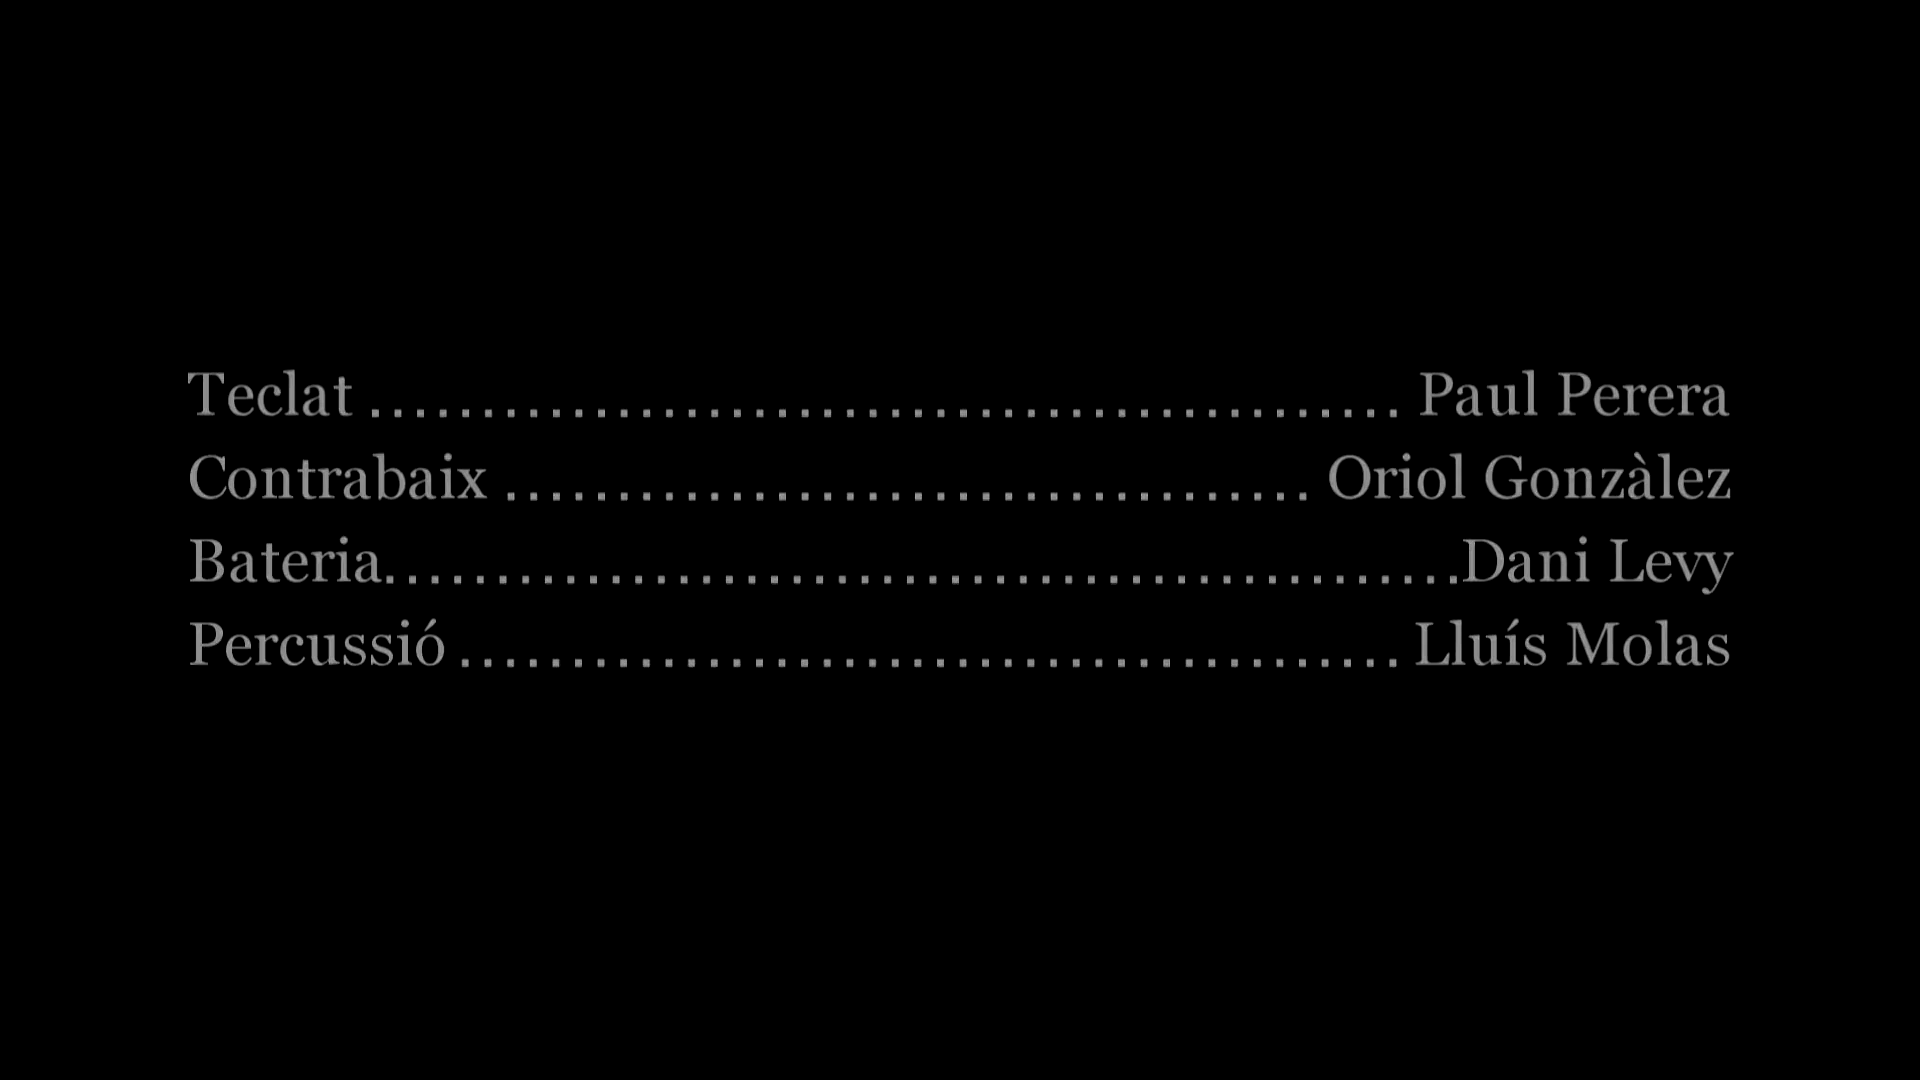 Teclat .............................................. Paul Perera
Contrabaix .................................... Oriol Gonzàlez
Bateria................................................Dani Levy
Percussió .......................................... Lluís Molas